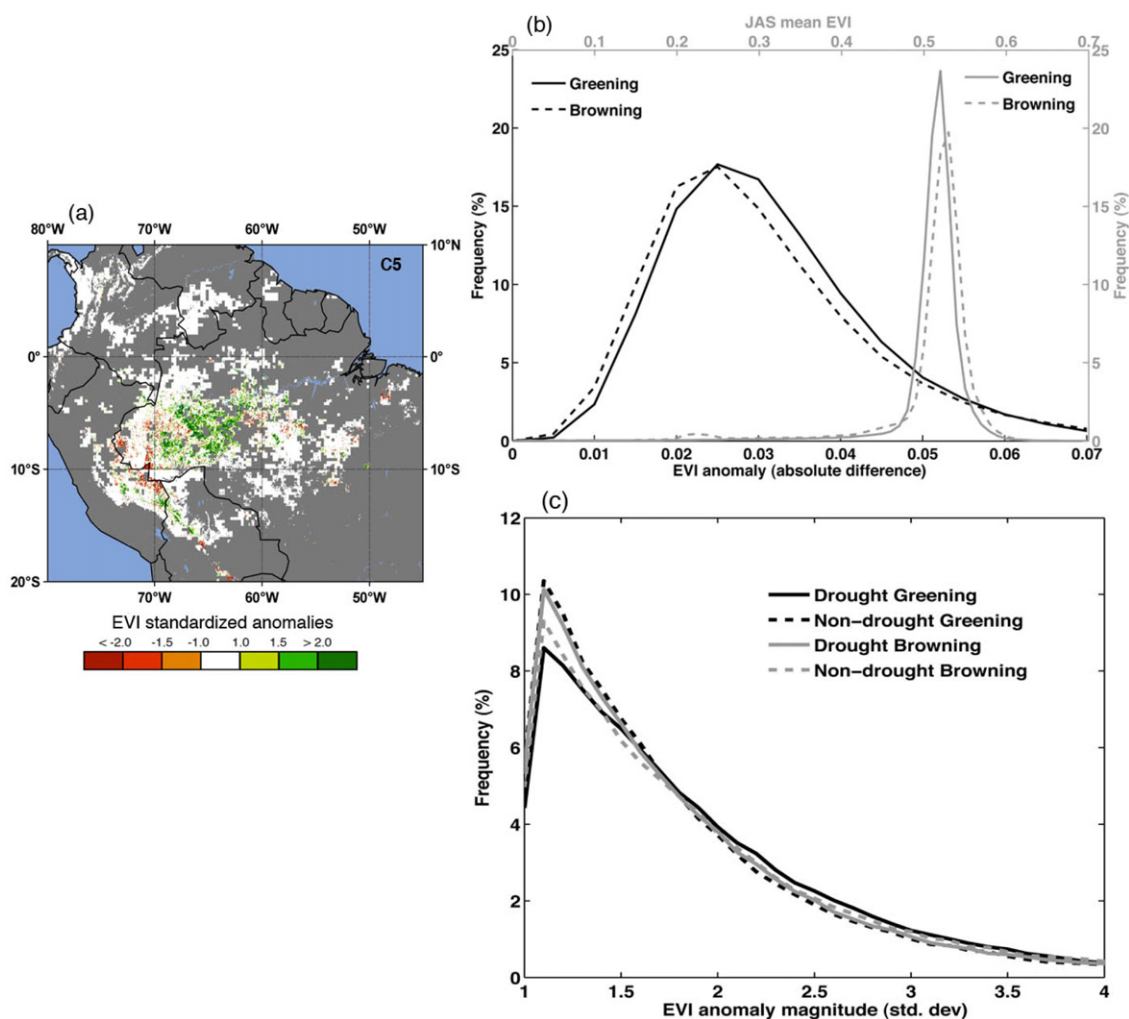 (a)
80°W 70°W 60°W 50°W
10°N
C5
0° 0°
10°S 10°S
20°S
70°W 60°W 50°W
EVI standardized anomalies
< -2.0 -1.5 -1.0 1.0 1.5 > 2.0
(b)
JAS mean EVI
0 0.1 0.2 0.3 0.4 0.5 0.6 0.7
25 25
Greening Greening
Browning Browning
20 20
15 15
10 10
5 5
0 0
Frequency (%)
Frequency (%)
0 0.01 0.02 0.03 0.04 0.05 0.06 0.07
EVI anomaly (absolute difference)
(c)
12
10
8
6
4
2
0
Frequency (%)
Drought Greening
Non-drought Greening
Drought Browning
Non-drought Browning
1 1.5 2 2.5 3 3.5 4
EVI anomaly magnitude (std. dev)